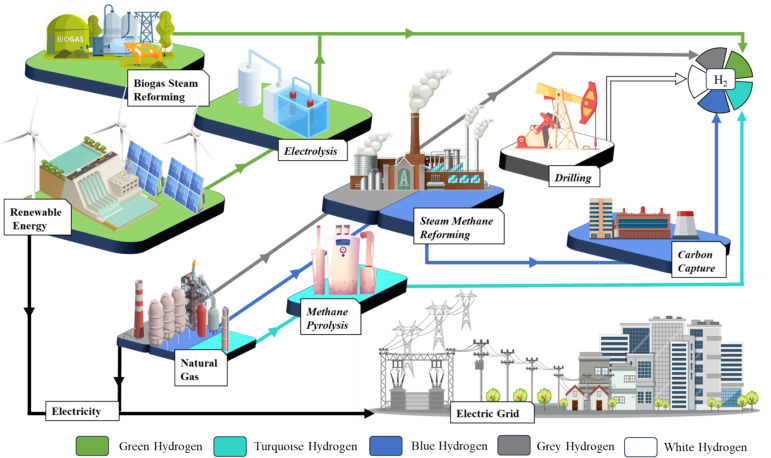 BIOGAS
Biogas Steam
Reforming
H2
Electrolysis
Drilling
Renewable
Energy
Steam Methane
Reforming
Carbon
Capture
Methane
Pyrolysis
Natural
Gas
Electricity
Electric Grid
Green Hydrogen
Turquoise Hydrogen
Blue Hydrogen
Grey Hydrogen
White Hydrogen